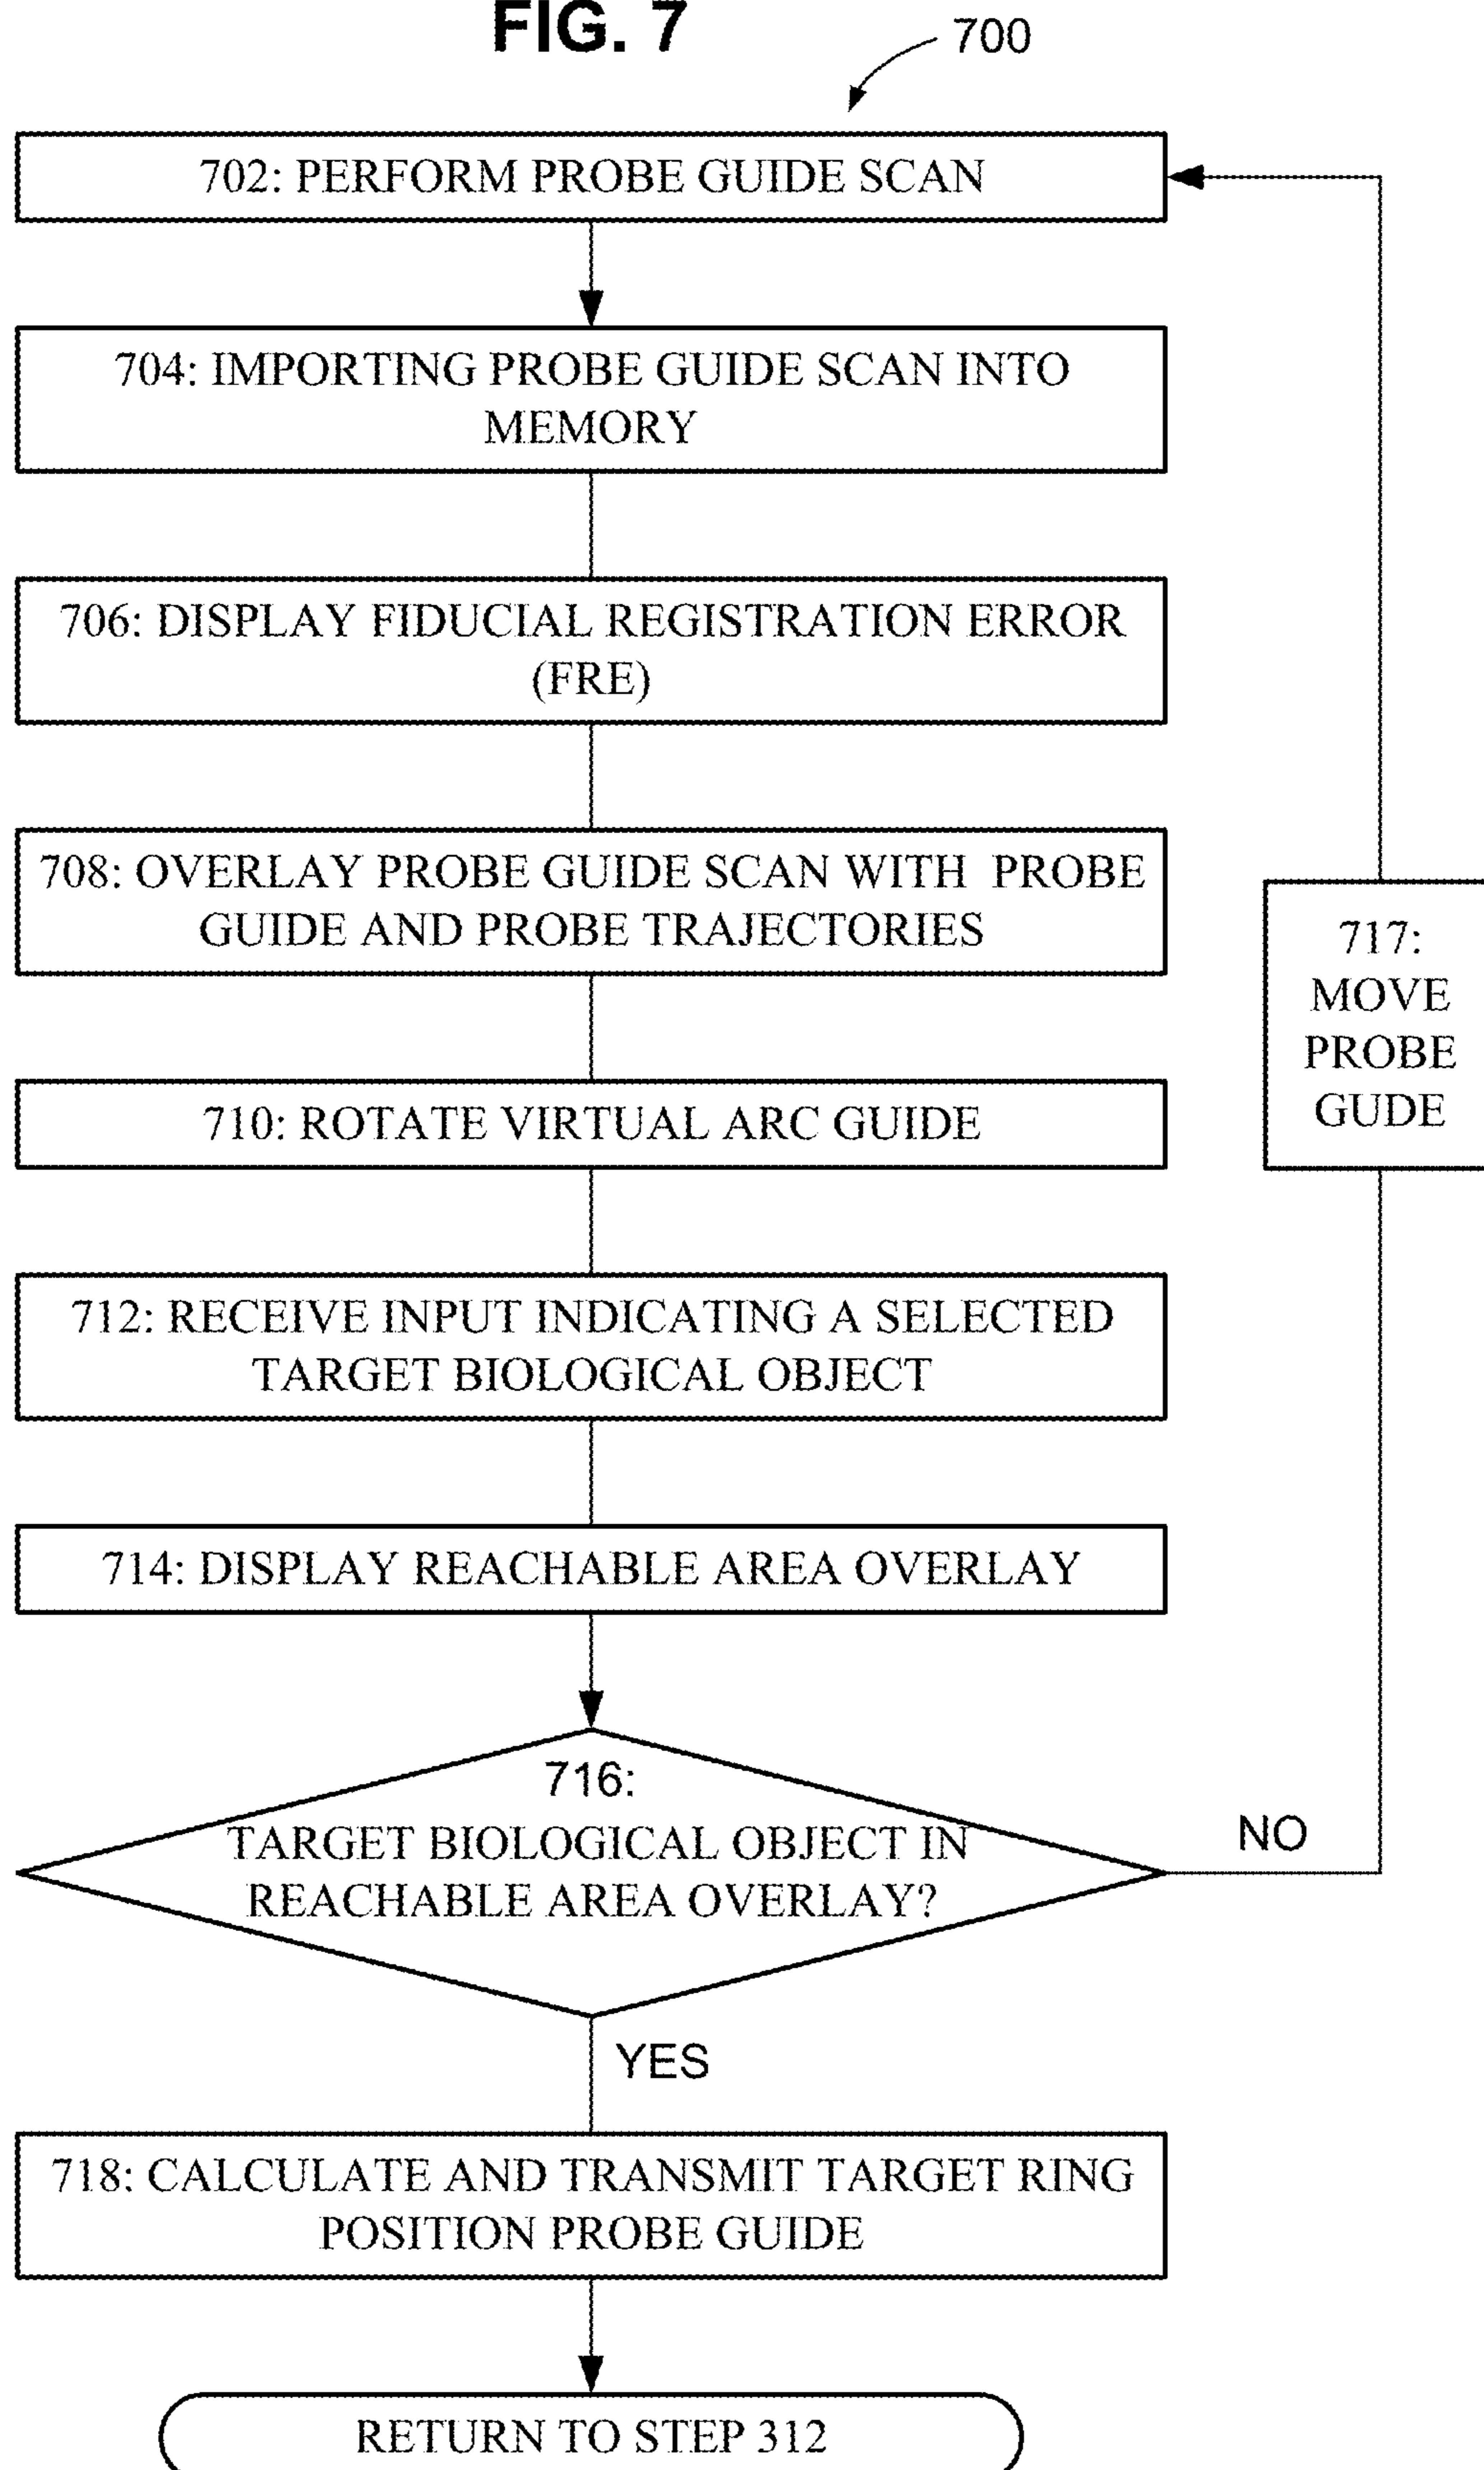 FIG. 7
700
702: PERFORM PROBE GUIDE SCAN
704: IMPORTING PROBE GUIDE SCAN INTO
MEMORY
706: DISPLAY FIDUCIAL REGISTRATION ERROR
(FRE)
708: OVERLAY PROBE GUIDE SCAN WITH PROBE
GUIDE AND PROBE TRAJECTORIES
717:
MOVE
PROBE
GUDE
710: ROTATE VIRTUAL ARC GUIDE
712: RECEIVE INPUT INDICATING A SELECTED
TARGET BIOLOGICAL OBJECT
714: DISPLAY REACHABLE AREA OVERLAY
716:
TARGET BIOLOGICAL OBJECT IN
REACHABLE AREA OVERLAY?
NO
YES
718: CALCULATE AND TRANSMIT TARGET RING
POSITION PROBE GUIDE
RETURN TO STEP 312